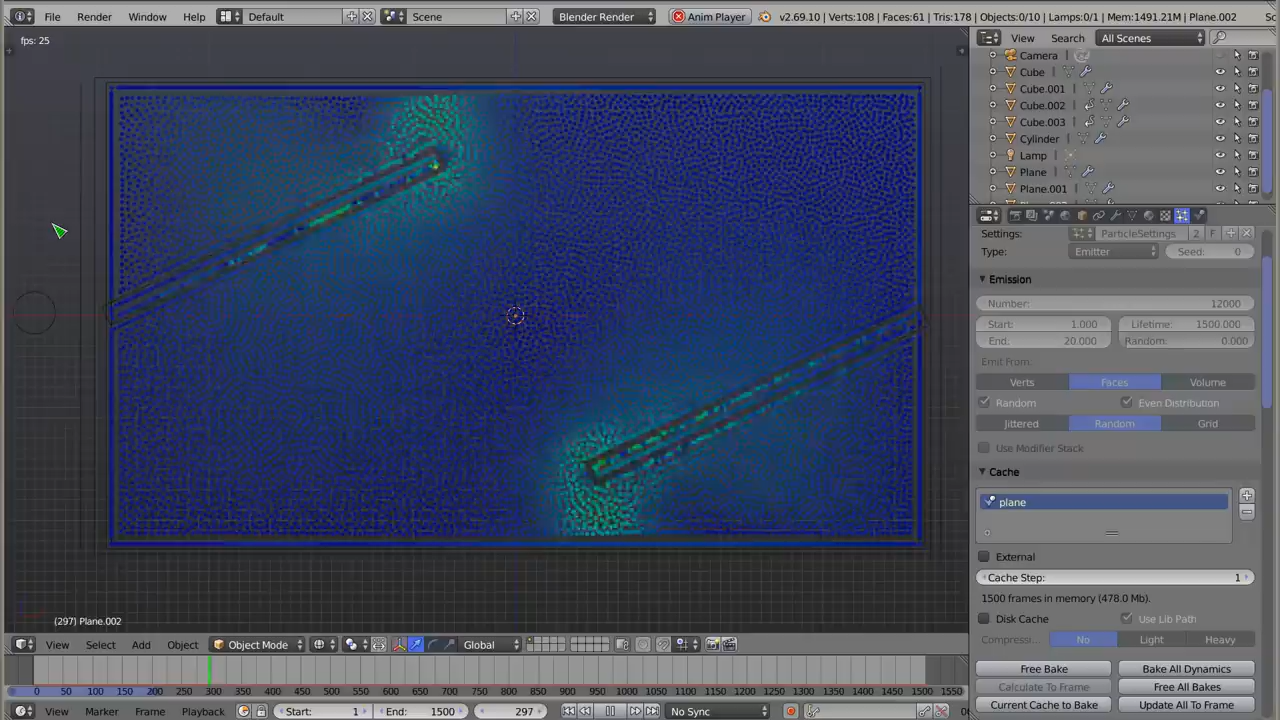 File Render Window Help Default Scene Blender Render Anim Player v2.69.10 | Verts:108 | Faces:61 | Tris:178 | Objects:0/10 | Lamps:0/1 | Mem:1491.21M | Plane.002
fps: 25
View Search All Scenes
Camera
Cube
Cube.001
Cube.002
Cube.003
Cylinder
Lamp
Plane
Plane.001
Settings: ParticleSettings 2 F
Type: Emitter Seed: 0
Emission
Number: 12000
Start: 1.000 Lifetime: 1500.000
End: 20.000 Random: 0.000
Emit From:
Verts Faces Volume
Random Even Distribution
Jittered Random Grid
Use Modifier Stack
Cache
plane
External
Cache Step: 1
1500 frames in memory (478.0 Mb).
Disk Cache Use Lib Path
Compressi... No Light Heavy
Free Bake Bake All Dynamics
Calculate To Frame Free All Bakes
Current Cache to Bake Update All To Frame
(297) Plane.002
View Select Add Object Object Mode Global
0 50 100 150 200 250 300 350 400 450 500 550 600 650 700 750 800 850 900 950 1000 1050 1100 1150 1200 1250 1300 1350 1400 1450 1500 1550
View Marker Frame Playback Start: 1 End: 1500 297 No Sync